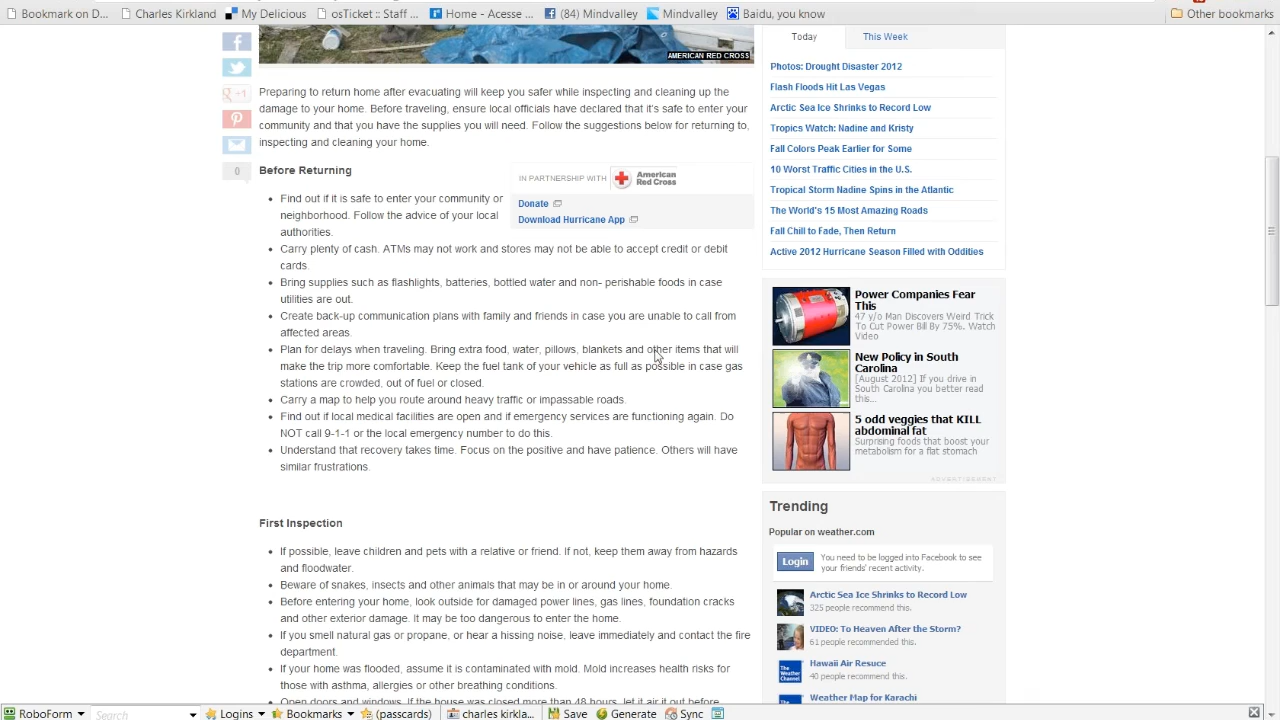 Bookmark on Deli...
Charles Kirkland
My Delicious
OsTicket
Home - Acense...
(84) Mindvalley
Mindvalley
Baidu, you know?
Other bookmarks
AMERICAN RED CROSS
Today
This Week
+1
0
Preparing to return home after evacuating will keep you safer while inspecting and cleaning up the
damage to your home. Before traveling, ensure local officials have declared that it's safe to enter your
community and that you have the supplies you will need. Follow the suggestions below for returning to,
inspecting and cleaning your home.
Before Returning
IN PARTNERSHIP WITH American
Red Cross
Donate
Download Hurricane App
• Find out if it is safe to enter your community or
neighborhood. Follow the advice of your local
authorities.
• Carry plenty of cash. ATMs may not work and stores may not be able to accept credit or debit
cards.
• Bring supplies such as flashlights, batteries, bottled water and non- perishable foods in case
utilities are out.
• Create back-up communication plans with family and friends in case you are unable to call from
affected areas.
• Plan for delays when traveling. Bring extra food, water, pillows, blankets and other items that will
make the trip more comfortable. Keep the fuel tank of your vehicle as full as possible in case gas
stations are crowded, out of fuel or closed.
• Carry a map to help you route around heavy traffic or impassable roads.
• Find out if local medical facilities are open and if emergency services are functioning again. Do
NOT call 9-1-1 or the local emergency number to do this.
• Understand that recovery takes time. Focus on the positive and have patience. Others will have
similar frustrations.
First Inspection
• If possible, leave children and pets with a relative or friend. If not, keep them away from hazards
and floodwater.
• Beware of snakes, insects and other animals that may be in or around your home.
• Before entering your home, look outside for damaged power lines, gas lines, foundation cracks
and other exterior damage. It may be too dangerous to enter the home.
• If you smell natural gas or propane, or hear a hissing noise, leave immediately and contact the fire
department.
• If your home was flooded, assume it is contaminated with mold. Mold increases health risks for
those with asthma, allergies or other breathing conditions.
• Open doors and windows. If the house was closed more than 48 hours, let it air it out before
Photos: Drought Disaster 2012
Flash Floods Hit Las Vegas
Arctic Sea Ice Shrinks to Record Low
Tropics Watch: Nadine and Kristy
Fall Colors Peak Earlier for Some
10 Worst Traffic Cities in the U.S.
Tropical Storm Nadine Spins in the Atlantic
The World's 15 Most Amazing Roads
Fall Chill to Fade, Then Return
Active 2012 Hurricane Season Filled with Oddities
Power Companies Fear
This
47 y/o Man Discovers Weird Trick
To Cut Power Bill By 75%. Watch
Video
New Policy in South
Carolina
[August 2012] If you drive in
South Carolina you better read
this...
5 odd veggies that KILL
abdominal fat
Surprising foods that boost your
metabolism for a flat stomach
ADVERTISEMENT
Trending
Popular on weather.com
Login
You need to be logged into Facebook to see
your friends' recent activity.
Arctic Sea Ice Shrinks to Record Low
325 people recommend this.
VIDEO: To Heaven After the Storm?
61 people recommended this.
The Weather Channel
Hawaii Air Resuce
40 people recommend this.
Weather Map for Karachi
RoboForm
Search
Logins
Bookmarks
(passcards)
charles kirkla...
Save
Generate
Sync